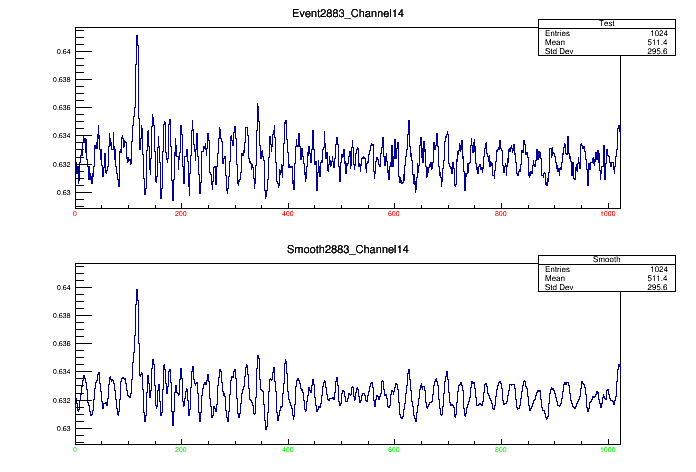 Event2883_Channel14
Test
Entries 1024
Mean 511.4
Std Dev 295.6
0.64
0.638
0.636
0.634
0.632
0.63
0 200 400 600 800 1000
Smooth2883_Channel14
Smooth
Entries 1024
Mean 511.4
Std Dev 295.6
0.64
0.638
0.636
0.634
0.632
0.63
0 200 400 600 800 1000